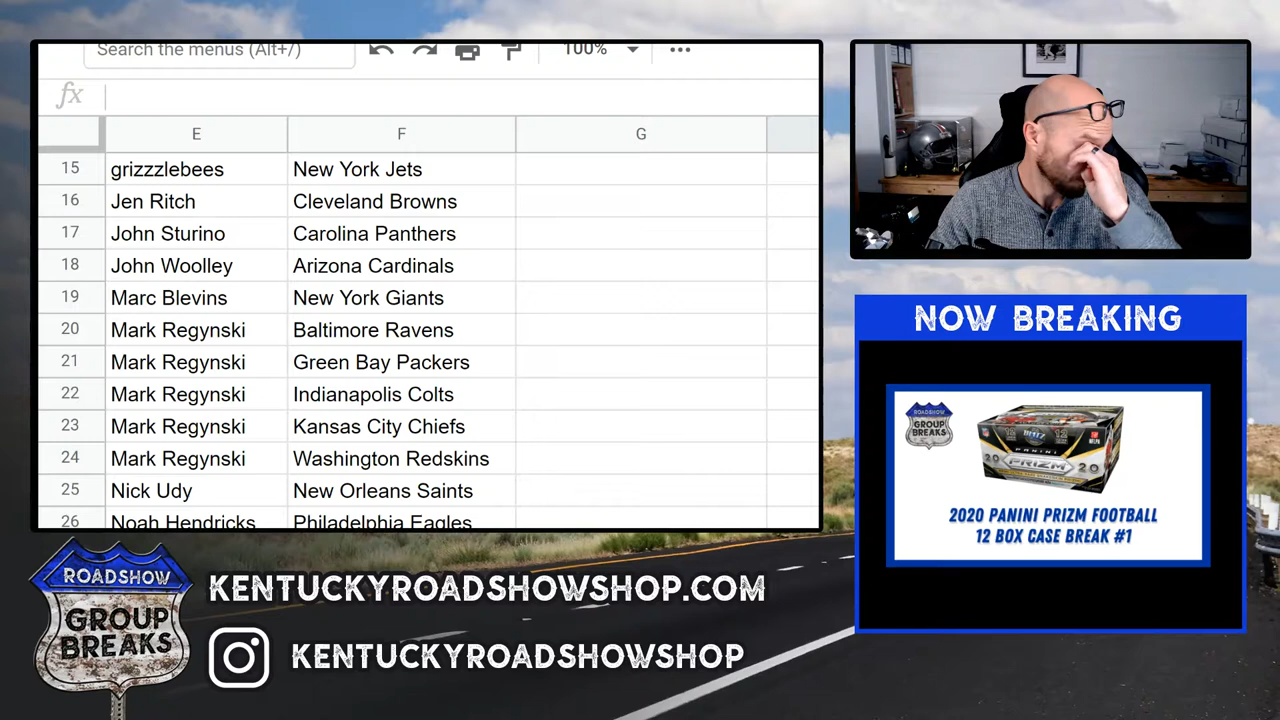 Search the menus (Alt+/)
100%
fx
E F G
15 grizzzlebees New York Jets
16 Jen Ritch Cleveland Browns
17 John Sturino Carolina Panthers
18 John Woolley Arizona Cardinals
19 Marc Blevins New York Giants
20 Mark Regynski Baltimore Ravens
21 Mark Regynski Green Bay Packers
22 Mark Regynski Indianapolis Colts
23 Mark Regynski Kansas City Chiefs
24 Mark Regynski Washington Redskins
25 Nick Udy New Orleans Saints
26 Noah Hendricks Philadelphia Eagles
NOW BREAKING
ROADSHOW
GROUP
BREAKS
PANINI
PRIZM
20 20
2020 PANINI PRIZM FOOTBALL
12 BOX CASE BREAK #1
ROADSHOW
GROUP
BREAKS
KENTUCKYROADSHOWSHOP.COM
KENTUCKYROADSHOWSHOP